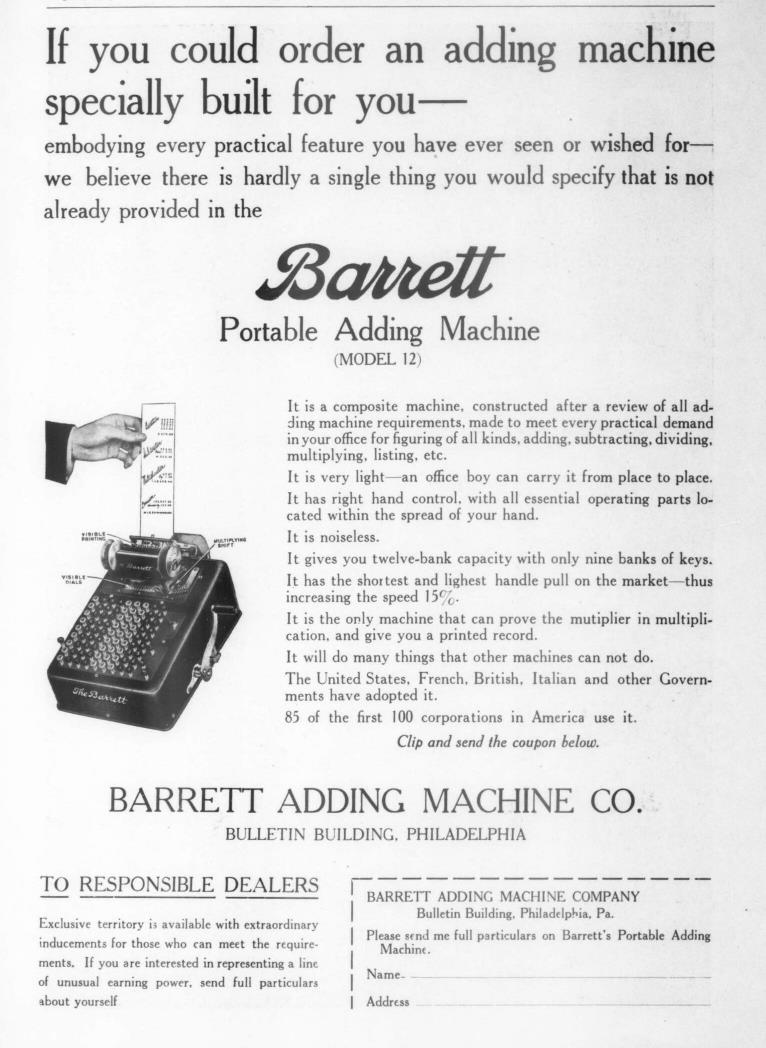 If you could order an adding machine
specially built for you—
embodying every practical feature you have ever seen or wished for—
we believe there is hardly a single thing you would specify that is not
already provided in the
Barrett
Portable Adding Machine
(MODEL 12)
It is a composite machine, constructed after a review of all ad-
ding machine requirements, made to meet every practical demand
in your office for figuring of all kinds, adding, subtracting, dividing,
multiplying, listing, etc.
It is very light—an office boy can carry it from place to place.
It has right hand control, with all essential operating parts lo-
cated within the spread of your hand.
It is noiseless.
It gives you twelve-bank capacity with only nine banks of keys.
It has the shortest and lighest handle pull on the market—thus
increasing the speed 15%.
It is the only machine that can prove the mutiplier in multipli-
cation, and give you a printed record.
It will do many things that other machines can not do.
The United States, French, British, Italian and other Govern-
ments have adopted it.
85 of the first 100 corporations in America use it.
Clip and send the coupon below.
VISIBLE
PRINTING
MULTIPLYING
SHIFT
VISIBLE
DIALS
Barrett
The Barrett
BARRETT ADDING MACHINE CO.
BULLETIN BUILDING, PHILADELPHIA
TO RESPONSIBLE DEALERS
Exclusive territory is available with extraordinary
inducements for those who can meet the require-
ments. If you are interested in representing a line
of unusual earning power, send full particulars
about yourself
BARRETT ADDING MACHINE COMPANY
Bulletin Building, Philadelphia, Pa.
Please send me full particulars on Barrett's Portable Adding
Machine.
Name
Address